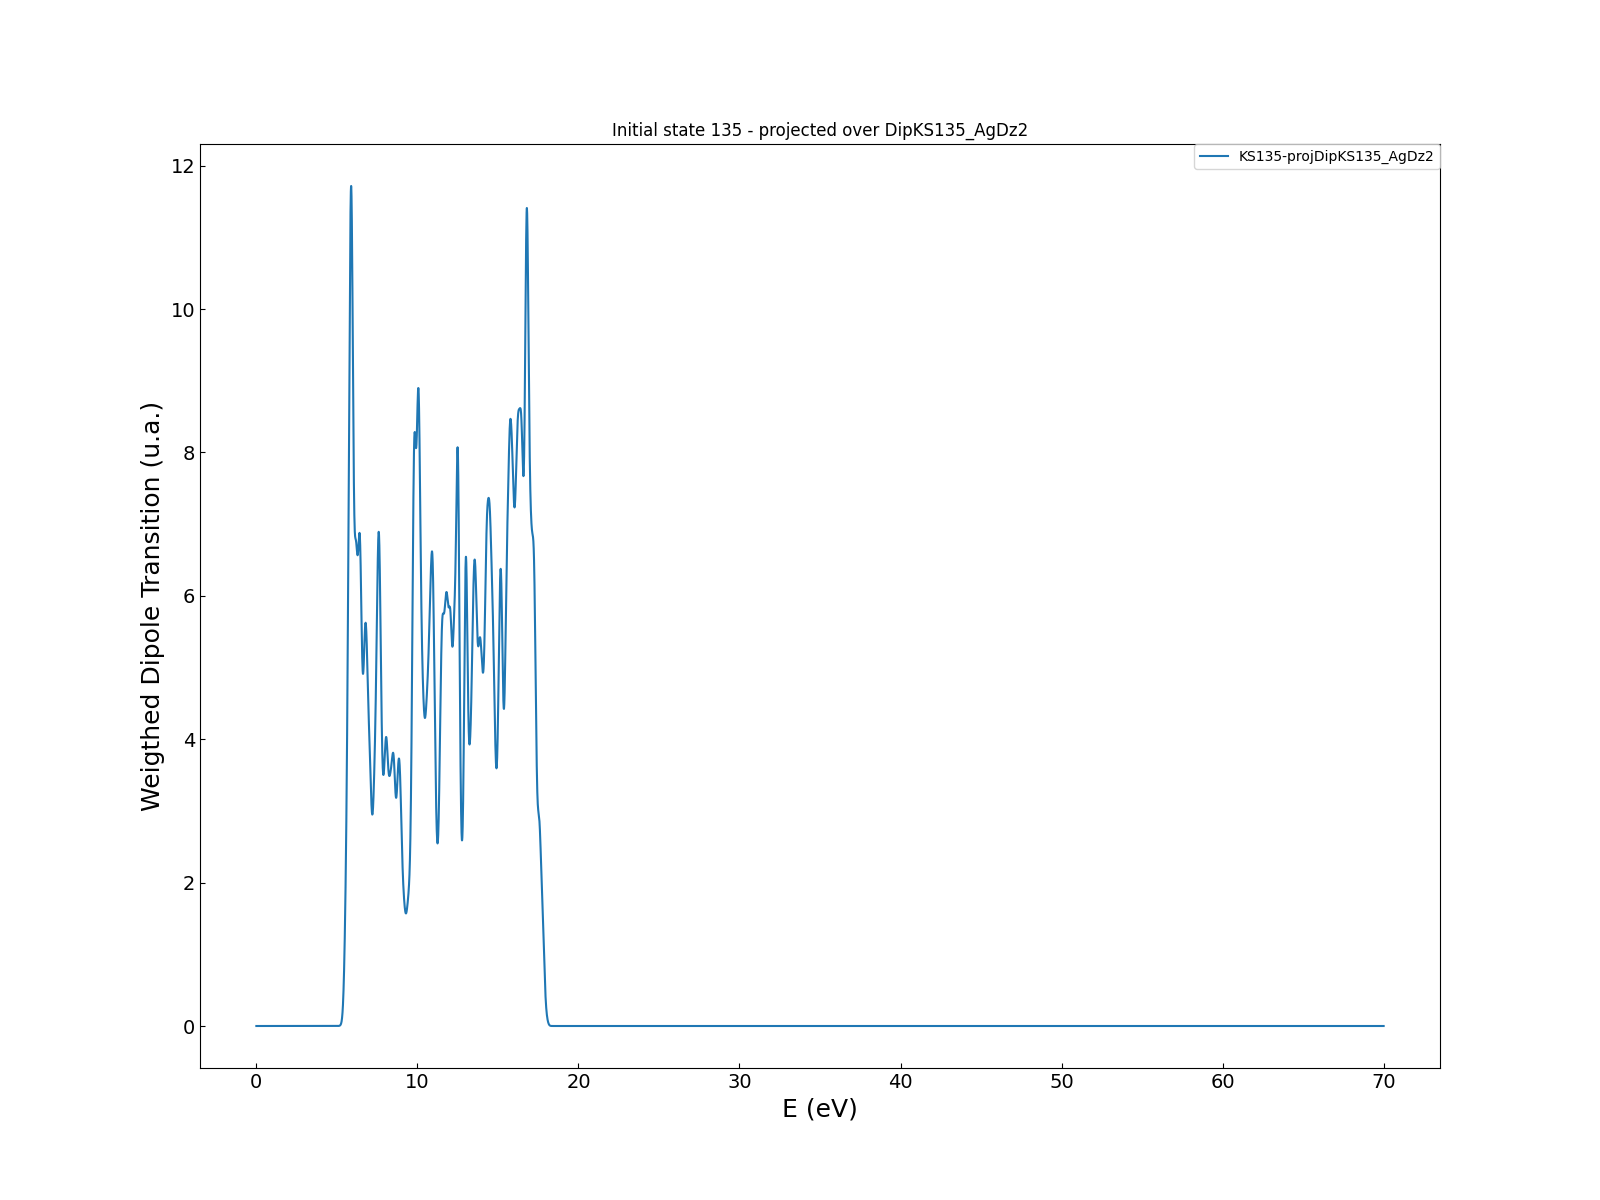 Initial state 135 - projected over DipKS135_AgDz2
KS135-projDipKS135_AgDz2
12
10
8
6
4
2
0
Weigthed Dipole Transition (u.a.)
0 10 20 30 40 50 60 70
E (eV)